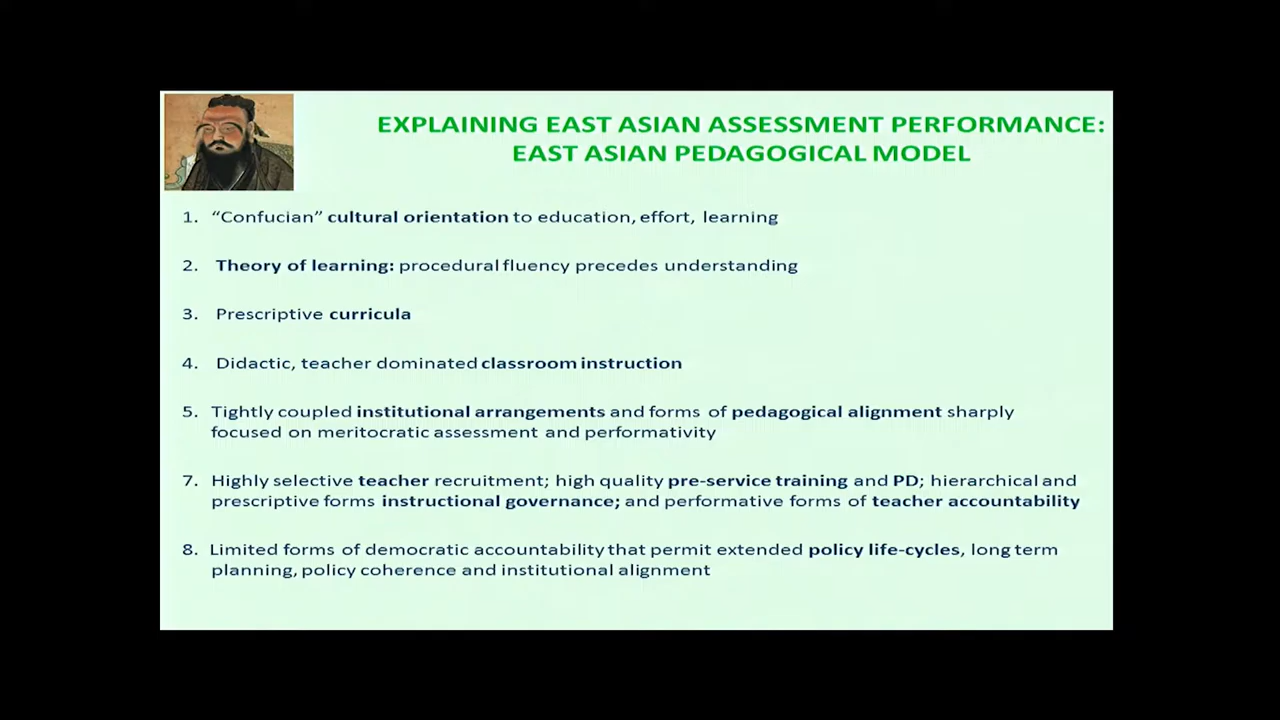 EXPLAINING EAST ASIAN ASSESSMENT PERFORMANCE:
EAST ASIAN PEDAGOGICAL MODEL
1. “Confucian” cultural orientation to education, effort, learning
2. Theory of learning: procedural fluency precedes understanding
3. Prescriptive curricula
4. Didactic, teacher dominated classroom instruction
5. Tightly coupled institutional arrangements and forms of pedagogical alignment sharply
focused on meritocratic assessment and performativity
7. Highly selective teacher recruitment; high quality pre-service training and PD; hierarchical and
prescriptive forms instructional governance; and performative forms of teacher accountability
8. Limited forms of democratic accountability that permit extended policy life-cycles, long term
planning, policy coherence and institutional alignment